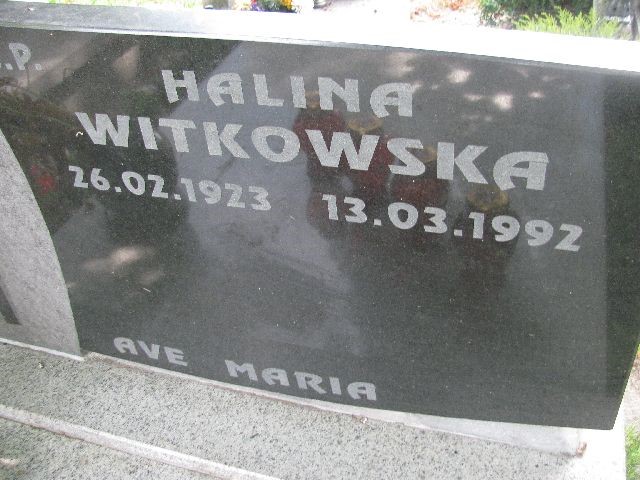 .P.
HALINA
WITKOWSKA
26.02.1923 13.03.1992
AVE MARIA